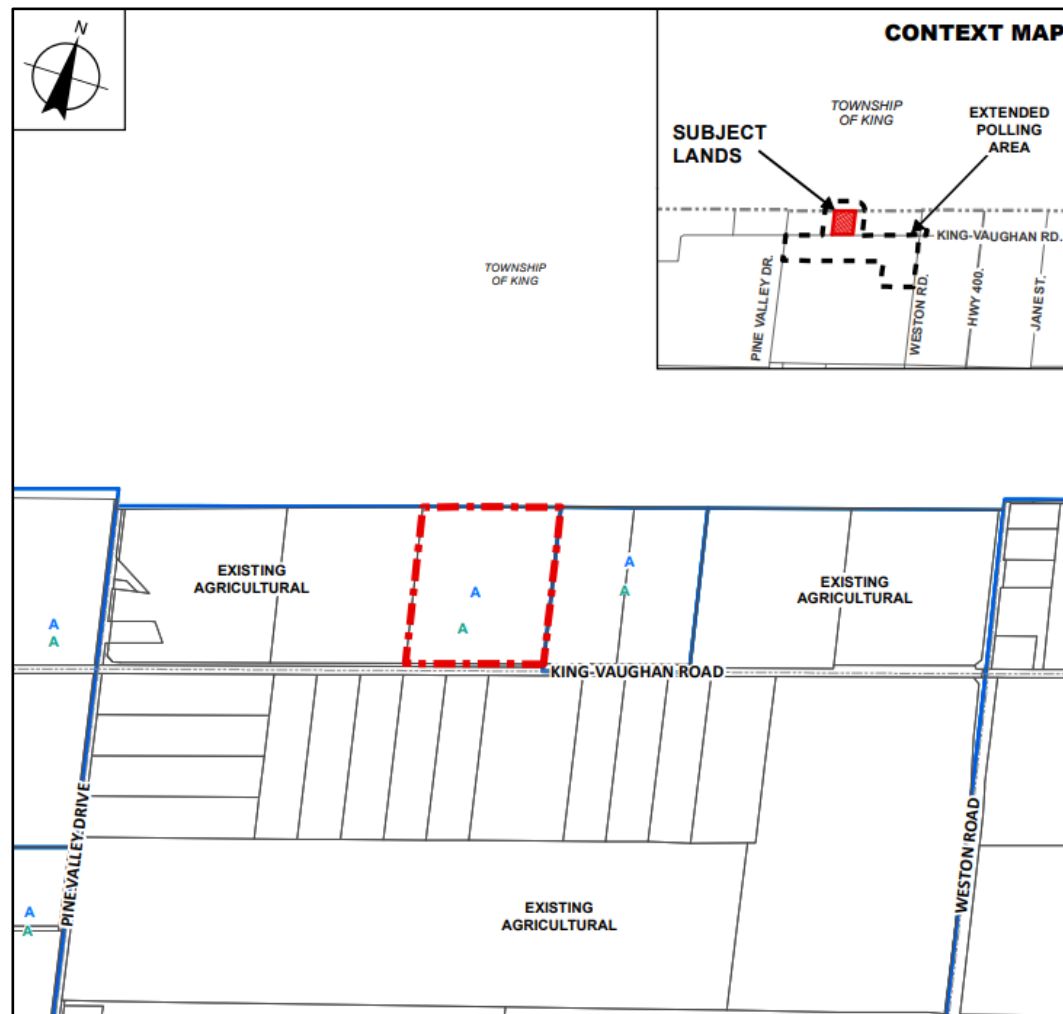 N
CONTEXT MAP
TOWNSHIP
OF KING
EXTENDED
POLLING
AREA
SUBJECT
LANDS
KING-VAUGHAN RD.
PINE VALLEY DR.
WESTON RD.
HWY 400.
JANE ST.
TOWNSHIP
OF KING
EXISTING
AGRICULTURAL
A
A
A
A
EXISTING
AGRICULTURAL
A
A
KING-VAUGHAN ROAD
PINE VALLEY DRIVE
WESTON ROAD
EXISTING
AGRICULTURAL
A
A